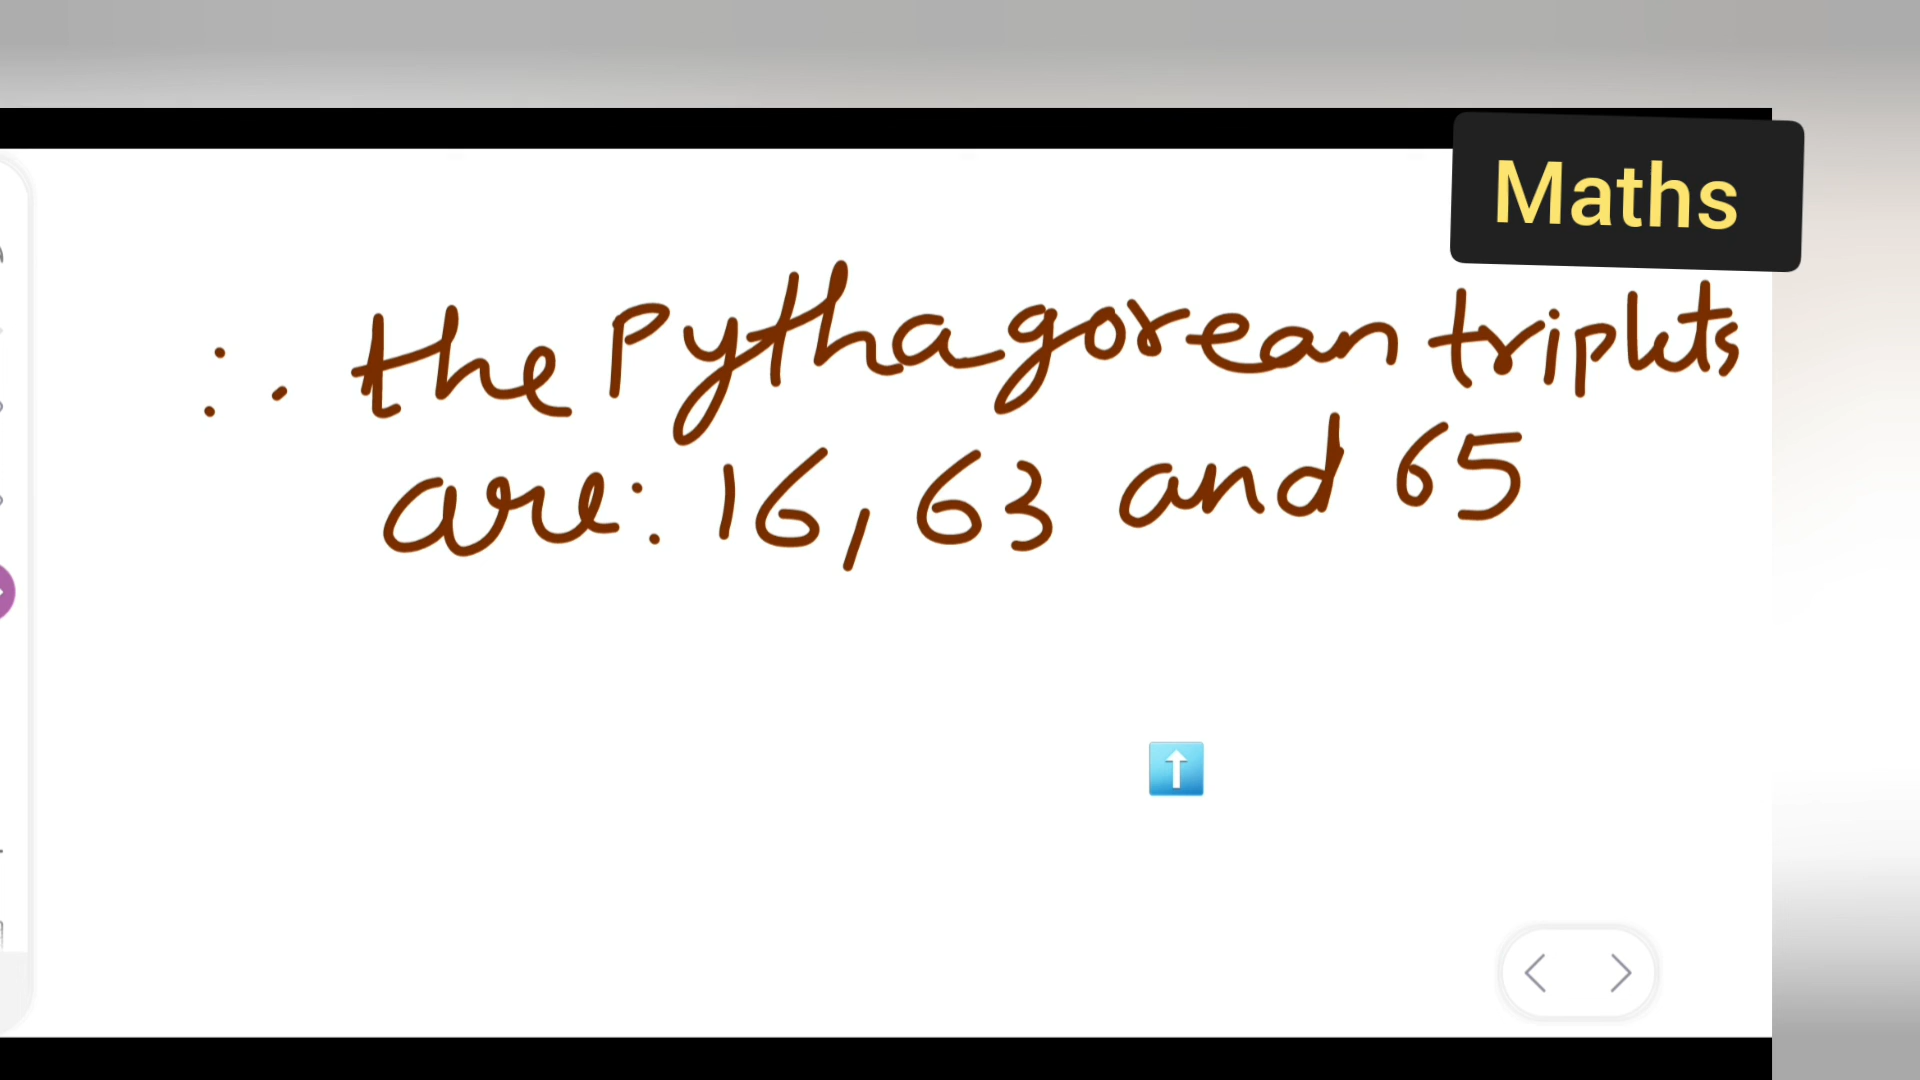 Maths
∴ the Pythagorean triplets
are: 16, 63 and 65